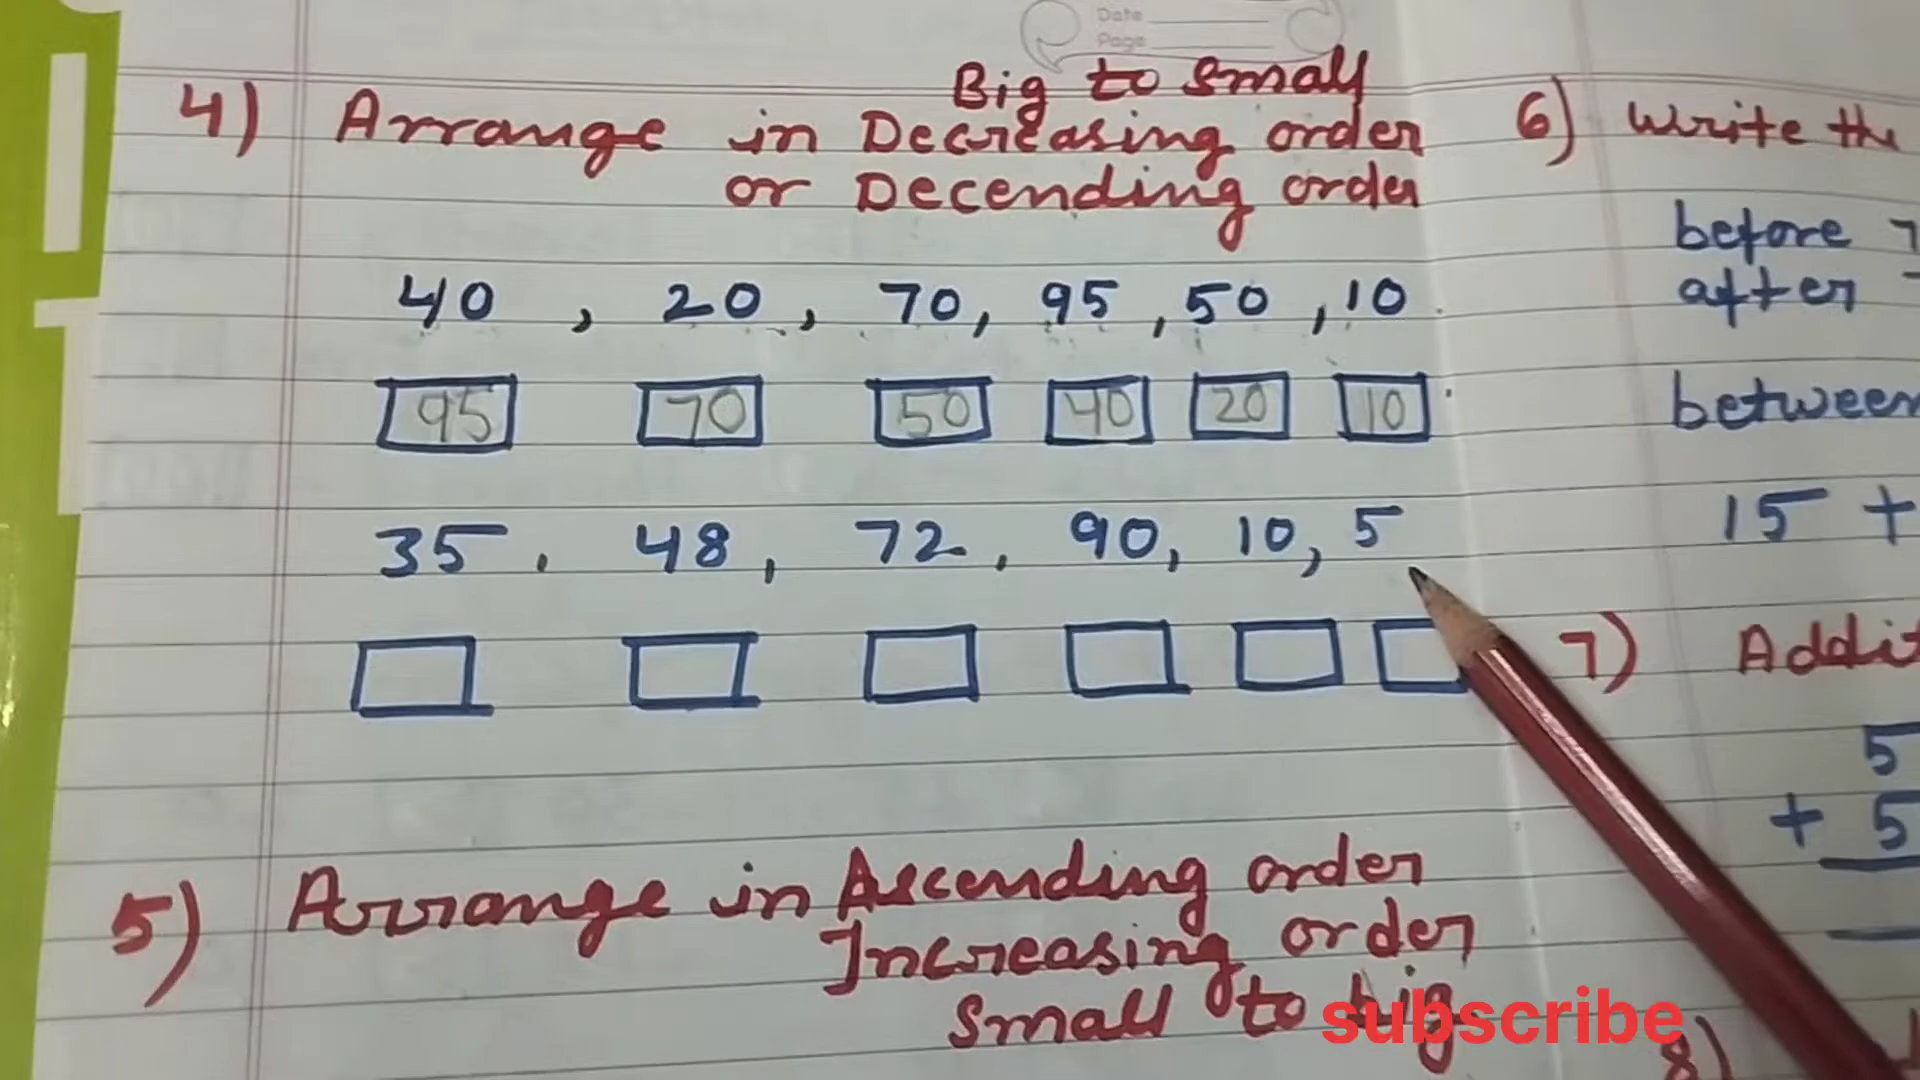 Date
Page
Big to Small
4) Arrange in Decreasing order
or Decending order
40 , 20 , 70 , 95 , 50 , 10
95 70 50 40 20 10
35 , 48 , 72 , 90 , 10 , 5
5) Arrange in Ascending order
Increasing order
Small to big
6) Write the
before 7
after
between
15 +
7) Addit
5
+ 5
8)
subscribe